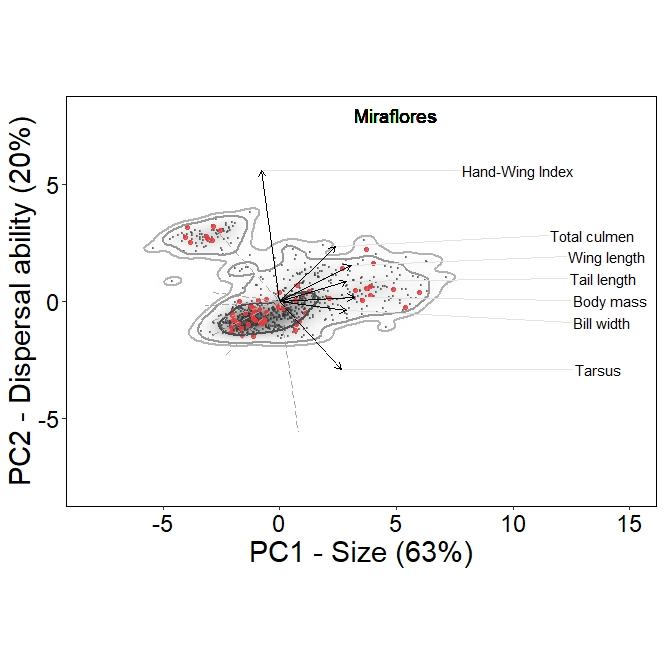 Miraflores
Hand-Wing Index
Total culmen
Wing length
Tail length
Body mass
Bill width
Tarsus
PC2 - Dispersal ability (20%)
5
0
-5
-5
0
5
10
15
PC1 - Size (63%)